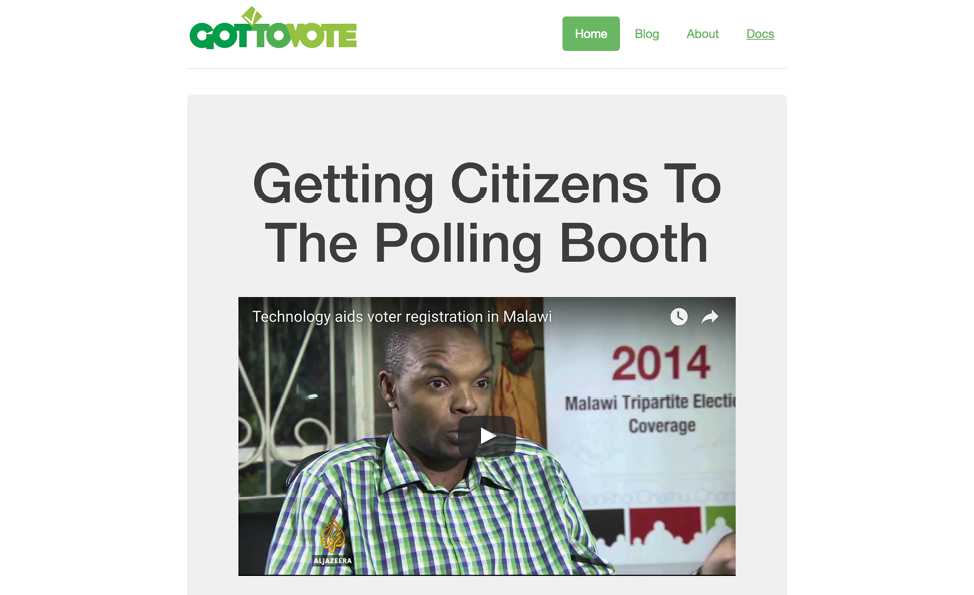 GOTTOVOTE
Home Blog About Docs
Getting Citizens To
The Polling Booth
Technology aids voter registration in Malawi
2014
Malawi Tripartite Electio
Coverage
ALJAZEERA